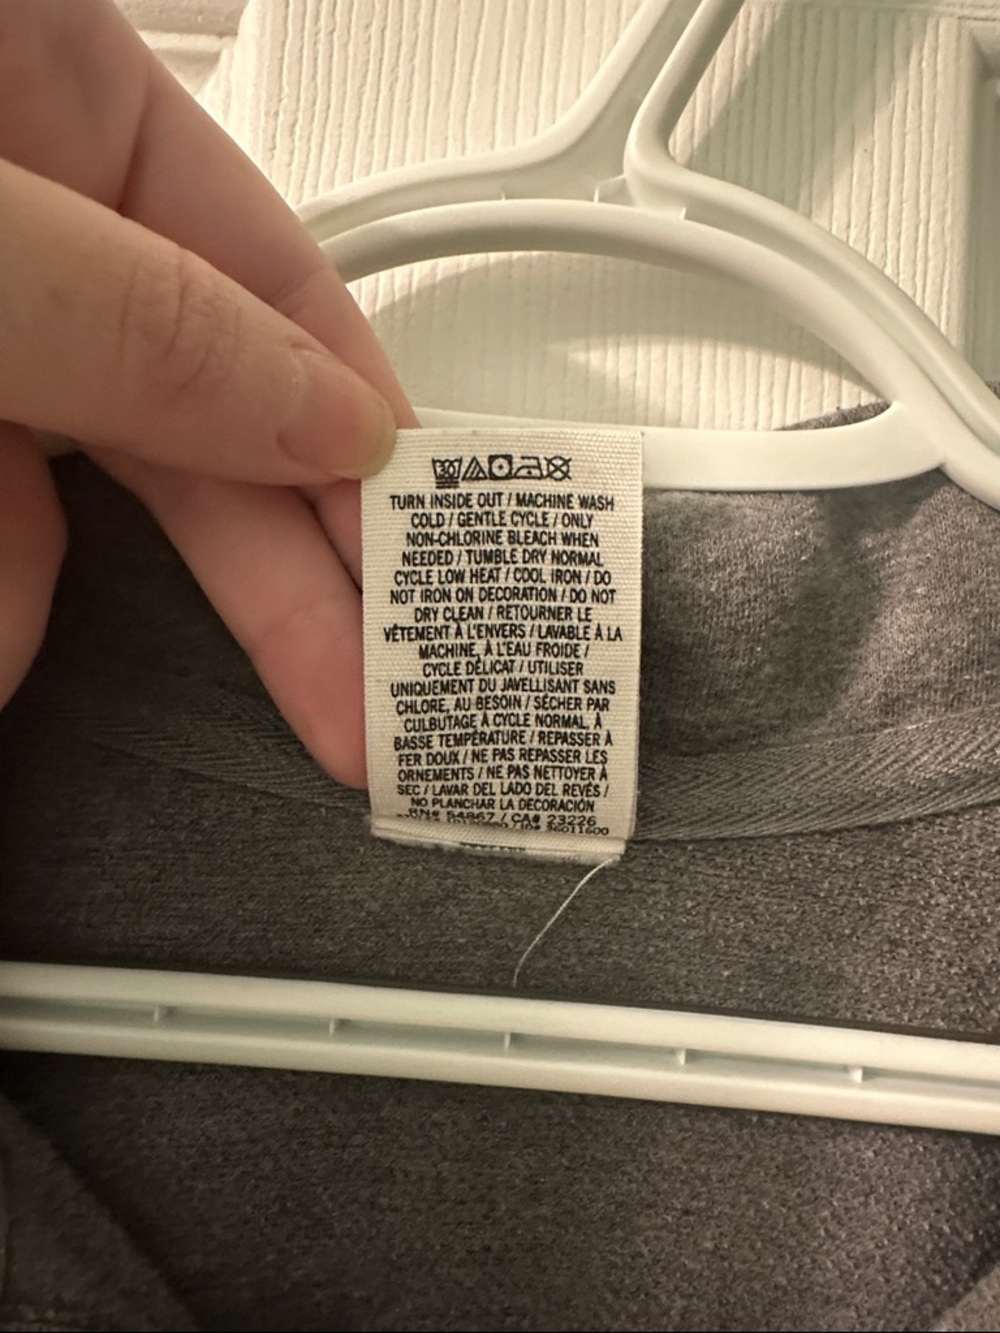 30
TURN INSIDE OUT / MACHINE WASH
COLD / GENTLE CYCLE / ONLY
NON-CHLORINE BLEACH WHEN
NEEDED / TUMBLE DRY NORMAL
CYCLE LOW HEAT / COOL IRON / DO
NOT IRON ON DECORATION / DO NOT
DRY CLEAN / RETOURNER LE
VÊTEMENT À L'ENVERS / LAVABLE À LA
MACHINE, À L'EAU FROIDE /
CYCLE DÉLICAT / UTILISER
UNIQUEMENT DU JAVELLISANT SANS
CHLORE, AU BESOIN / SÉCHER PAR
CULBUTAGE À CYCLE NORMAL, À
BASSE TEMPÉRATURE / REPASSER À
FER DOUX / NE PAS REPASSER LES
ORNEMENTS / NE PAS NETTOYER À
SEC / LAVAR DEL LADO DEL REVÉS /
NO PLANCHAR LA DECORACIÓN
RN# 54867 / CA# 23226
/ ID# 36011600